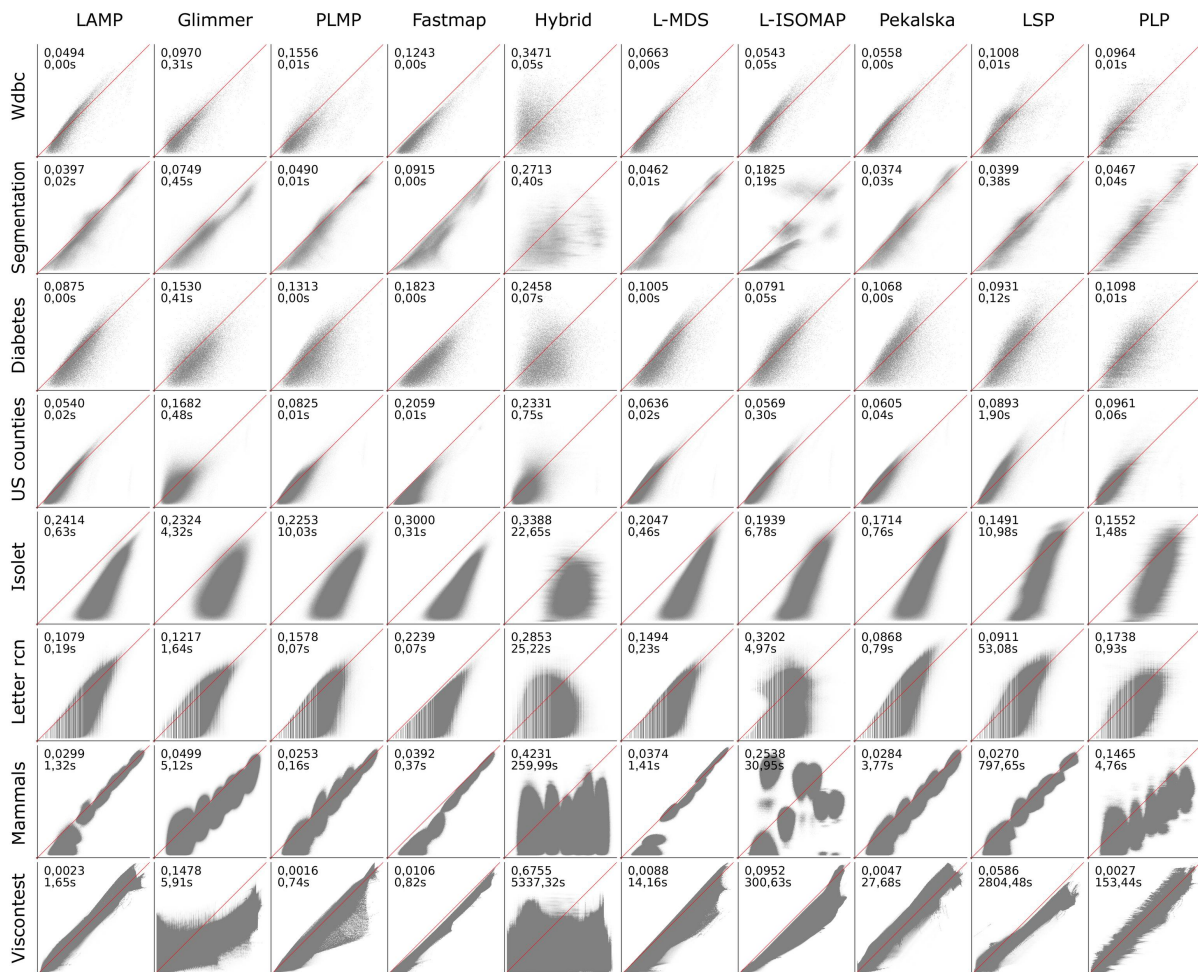 LAMP Glimmer PLMP Fastmap Hybrid L-MDS L-ISOMAP Pekalska LSP PLP
Wdbc
0,0494 0,0970 0,1556 0,1243 0,3471 0,0663 0,0543 0,0558 0,1008 0,0964
0,00s 0,31s 0,01s 0,00s 0,05s 0,00s 0,05s 0,00s 0,01s 0,01s
Segmentation
0,0397 0,0749 0,0490 0,0915 0,2713 0,0462 0,1825 0,0374 0,0399 0,0467
0,02s 0,45s 0,01s 0,00s 0,40s 0,01s 0,19s 0,03s 0,38s 0,04s
Diabetes
0,0875 0,1530 0,1313 0,1823 0,2458 0,1005 0,0791 0,1068 0,0931 0,1098
0,00s 0,41s 0,00s 0,00s 0,07s 0,00s 0,05s 0,00s 0,12s 0,01s
US counties
0,0540 0,1682 0,0825 0,2059 0,2331 0,0636 0,0569 0,0605 0,0893 0,0961
0,02s 0,48s 0,01s 0,01s 0,75s 0,02s 0,30s 0,04s 1,90s 0,06s
Isolet
0,2414 0,2324 0,2253 0,3000 0,3388 0,2047 0,1939 0,1714 0,1491 0,1552
0,63s 4,32s 10,03s 0,31s 22,65s 0,46s 6,78s 0,76s 10,98s 1,48s
Letter rcn
0,1079 0,1217 0,1578 0,2239 0,2853 0,1494 0,3202 0,0868 0,0911 0,1738
0,19s 1,64s 0,07s 0,07s 25,22s 0,23s 4,97s 0,79s 53,08s 0,93s
Mammals
0,0299 0,0499 0,0253 0,0392 0,4231 0,0374 0,2538 0,0284 0,0270 0,1465
1,32s 5,12s 0,16s 0,37s 259,99s 1,41s 30,95s 3,77s 797,65s 4,76s
Viscontest
0,0023 0,1478 0,0016 0,0106 0,6755 0,0088 0,0952 0,0047 0,0586 0,0027
1,65s 5,91s 0,74s 0,82s 5337,32s 14,16s 300,63s 27,68s 2804,48s 153,44s